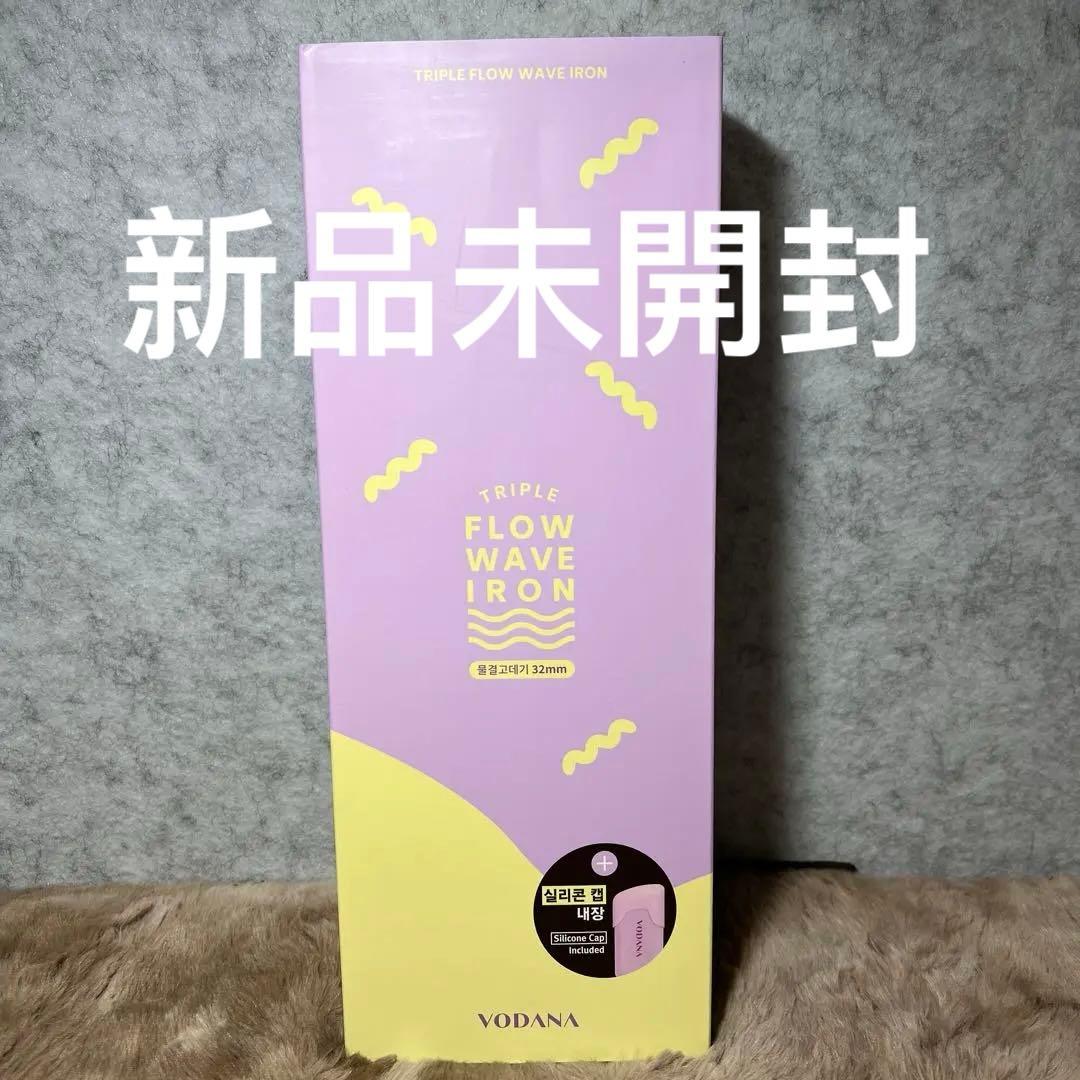 TRIPLE FLOW WAVE IRON
新品未開封
TRIPLE
FLOW
WAVE
IRON
물결고데기 32mm
+
실리콘 캡
내장
Silicone Cap
Included
VODANA
VODANA